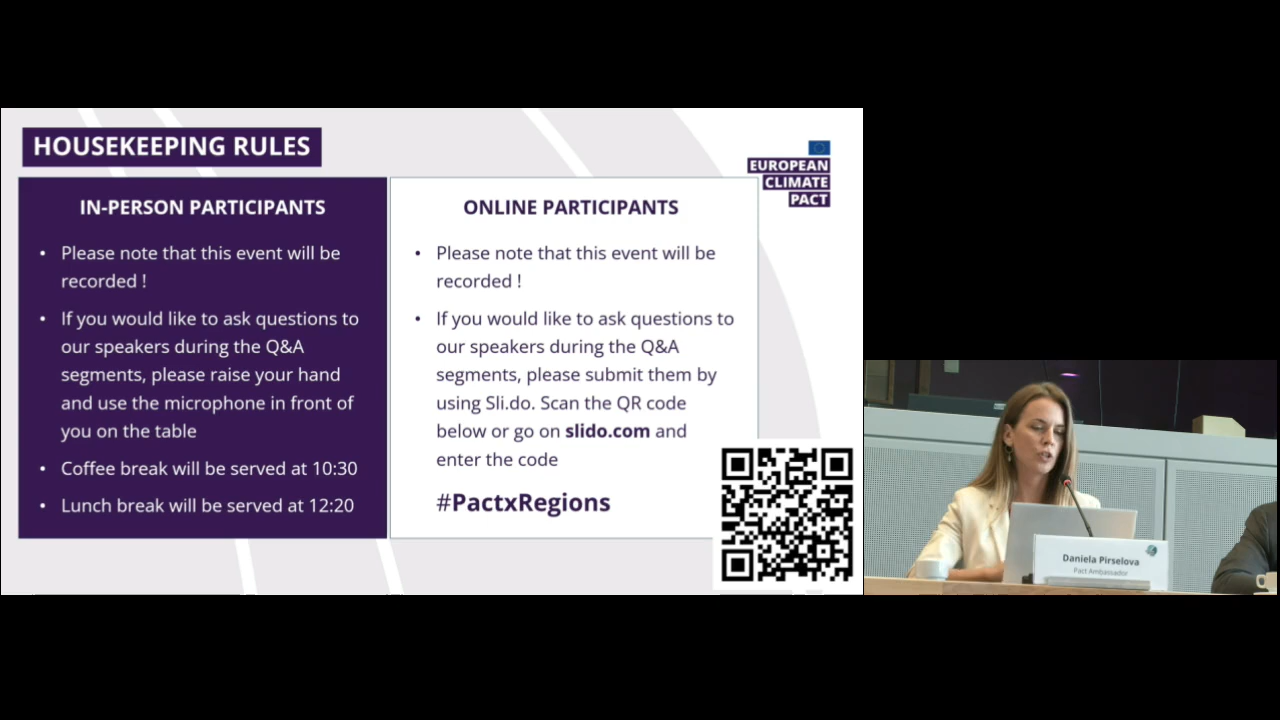 HOUSEKEEPING RULES
EUROPEAN
CLIMATE
PACT
IN-PERSON PARTICIPANTS
• Please note that this event will be
recorded !
• If you would like to ask questions to
our speakers during the Q&A
segments, please raise your hand
and use the microphone in front of
you on the table
• Coffee break will be served at 10:30
• Lunch break will be served at 12:20
ONLINE PARTICIPANTS
• Please note that this event will be
recorded !
• If you would like to ask questions to
our speakers during the Q&A
segments, please submit them by
using Sli.do. Scan the QR code
below or go on slido.com and
enter the code
#PactxRegions
Daniela Pirselova
Pact Ambassador